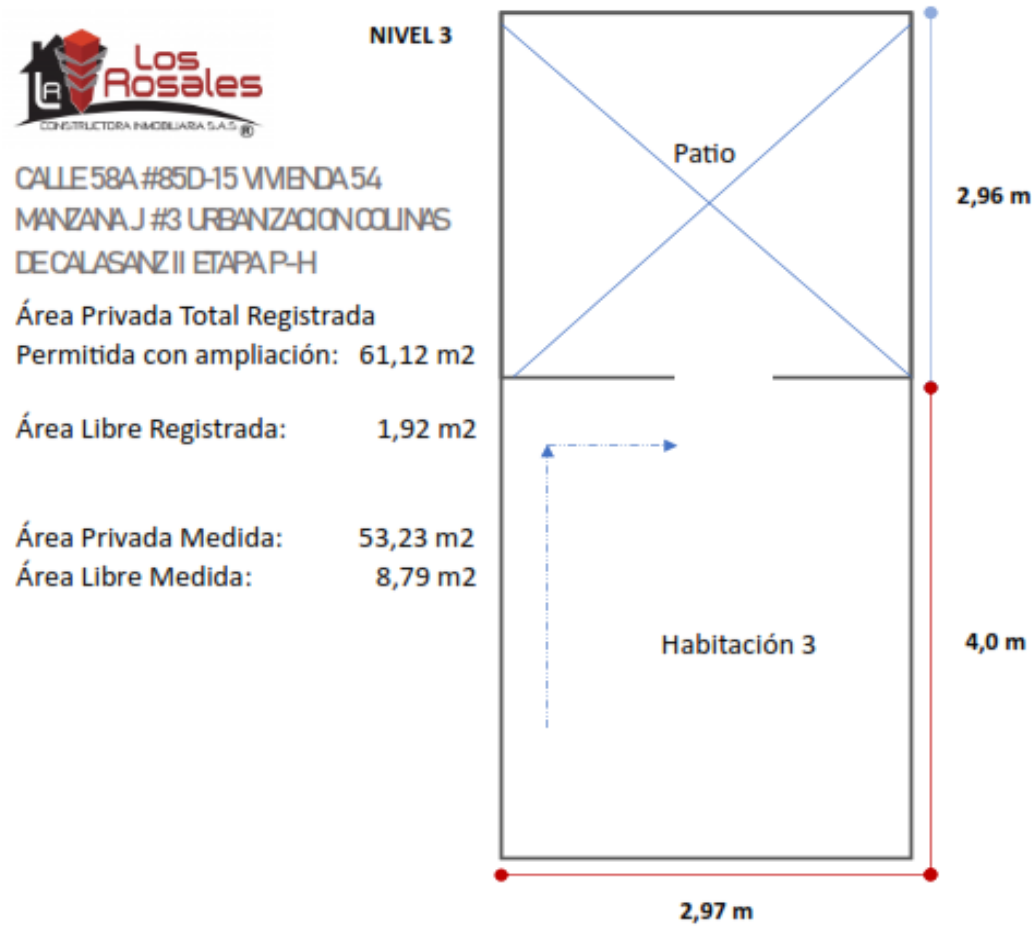 Los
Rosales
LR
CONSTRUCTORA INMOBILIARIA S.A.S ®
NIVEL 3
CALLE 58A #85D-15 VIVIENDA 54
MANZANA J #3 URBANIZACION COLINAS
DE CALASANZ II ETAPA P-H
Área Privada Total Registrada
Permitida con ampliación: 61,12 m2
Área Libre Registrada: 1,92 m2
Área Privada Medida: 53,23 m2
Área Libre Medida: 8,79 m2
Patio
2,96 m
Habitación 3
4,0 m
2,97 m